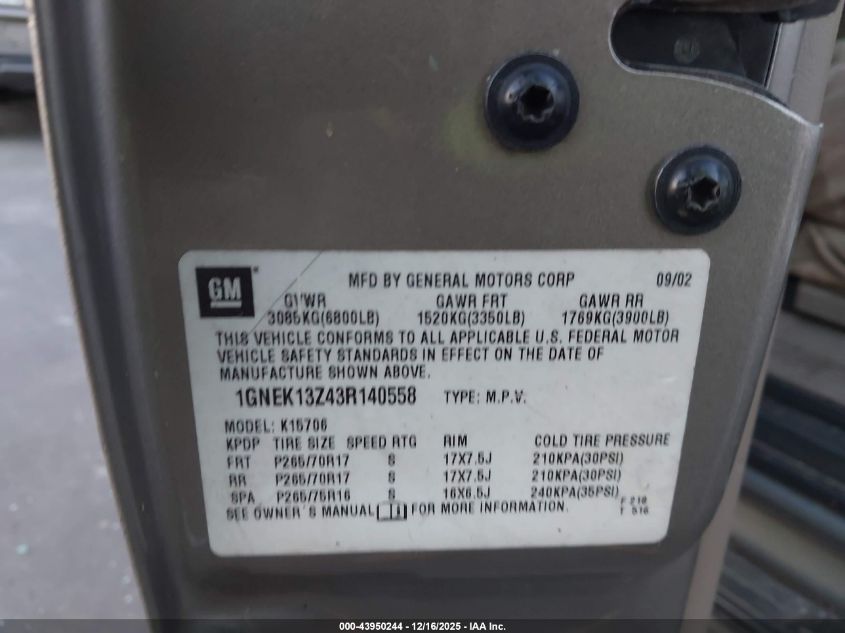 GM
MFD BY GENERAL MOTORS CORP 09/02
GVWR GAWR FRT GAWR RR
3085KG(6800LB) 1520KG(3350LB) 1769KG(3900LB)
THIS VEHICLE CONFORMS TO ALL APPLICABLE U.S. FEDERAL MOTOR
VEHICLE SAFETY STANDARDS IN EFFECT ON THE DATE OF
MANUFACTURE SHOWN ABOVE.
1GNEK13Z43R140558 TYPE: M.P.V.
MODEL: K15706
KPDP TIRE SIZE SPEED RTG RIM COLD TIRE PRESSURE
FRT P265/70R17 S 17X7.5J 210KPA(30PSI)
RR P265/70R17 S 17X7.5J 210KPA(30PSI)
SPA P265/75R16 S 16X6.5J 240KPA(35PSI)
SEE OWNER'S MANUAL FOR MORE INFORMATION.
F 218
T 516
000-43950244 - 12/16/2025 - IAA Inc.